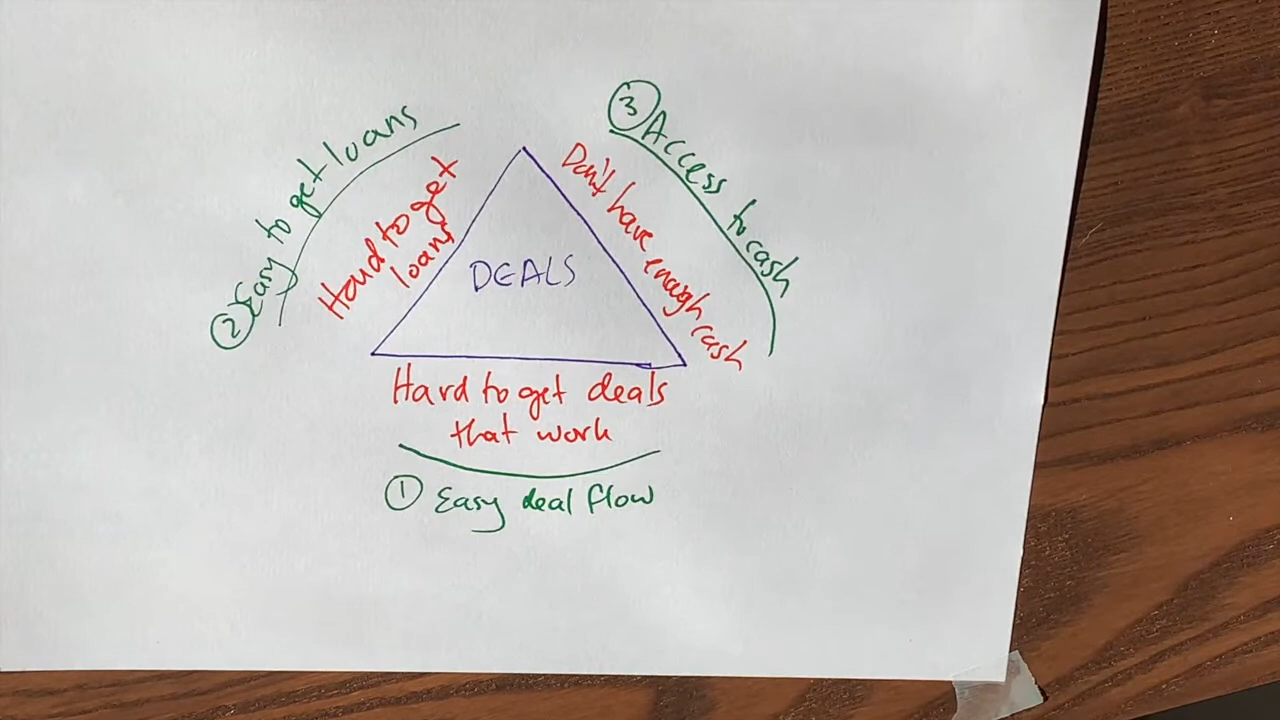 ② Easy to get loans
Hard to get
loans
③ Access to cash
Don't have enough cash
DEALS
Hard to get deals
that work
① Easy deal flow